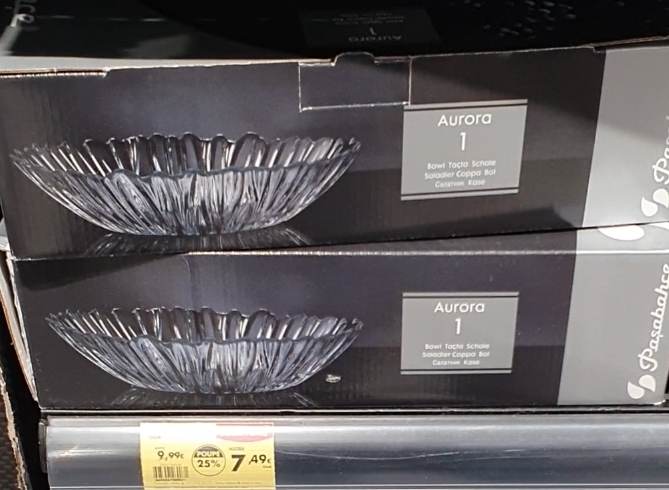 Aurora
1
Bowl Taçta Schale
Saladier Coppa Bol
Салатник Kase
Paşabahçe
Aurora
1
Bowl Taçta Schale
Saladier Coppa Bol
Салатник Kase
Paşabahçe
9,99€
POUPE
25%
7,49€